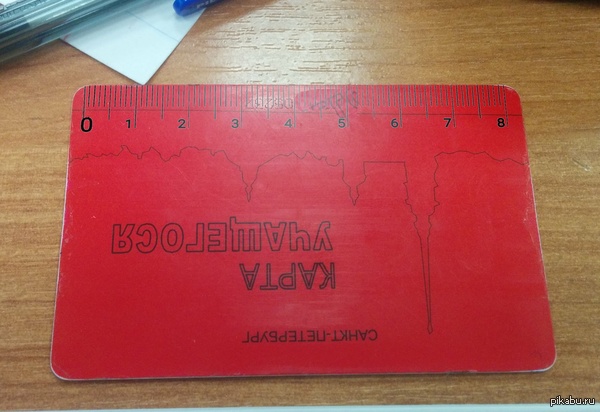 0 1 2 3 4 5 6 7 8
САНКТ-ПЕТЕРБУРГ
КАРТА
УЧАЩЕГОСЯ
pikabu.ru